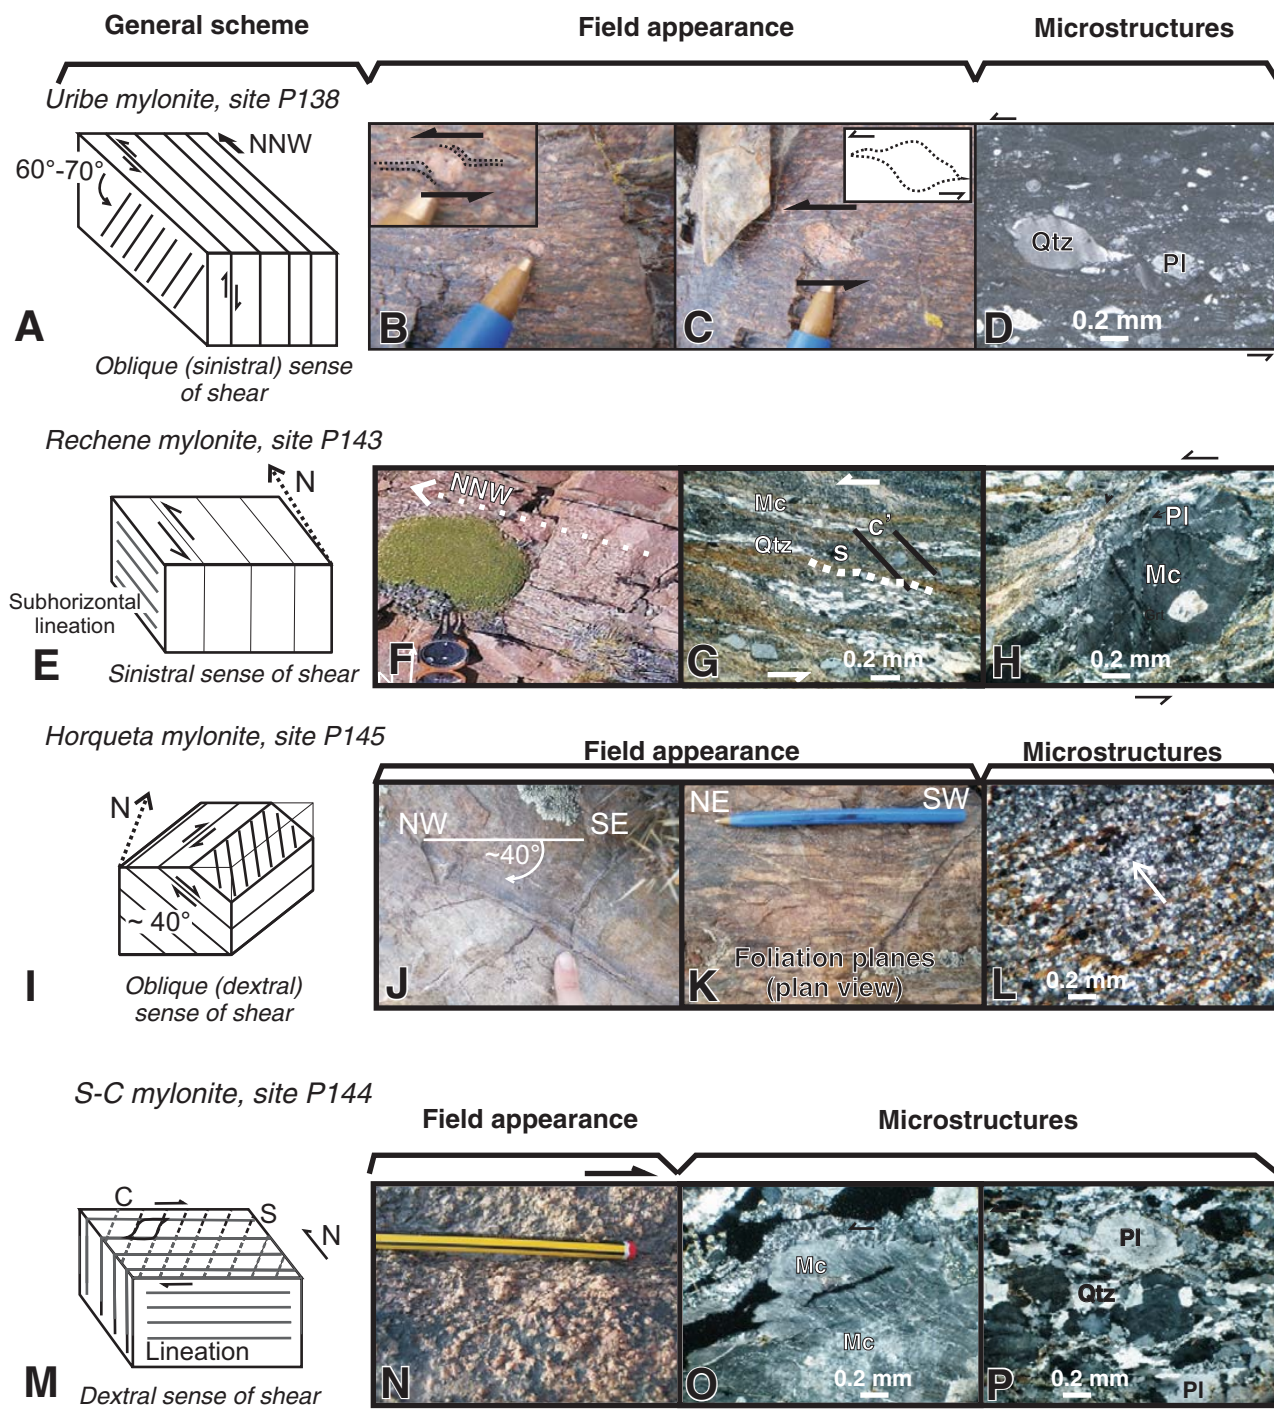 General scheme
Field appearance
Microstructures
Uribe mylonite, site P138
NNW
60°-70°
A
Oblique (sinistral) sense
of shear
B
C
Qtz
Pl
0.2 mm
D
Rechene mylonite, site P143
N
Subhorizontal
lineation
E
Sinistral sense of shear
NNW
N
F
Mc
Qtz
S
C'
0.2 mm
G
Pl
Mc
0.2 mm
H
Horqueta mylonite, site P145
Field appearance
Microstructures
N
~ 40°
I
Oblique (dextral)
sense of shear
NW
SE
~40°
J
NE
SW
Foliation planes
(plan view)
K
0.2 mm
L
S-C mylonite, site P144
Field appearance
Microstructures
C
S
N
Lineation
M
Dextral sense of shear
N
Mc
Mc
0.2 mm
O
Pl
Qtz
0.2 mm
Pl
P